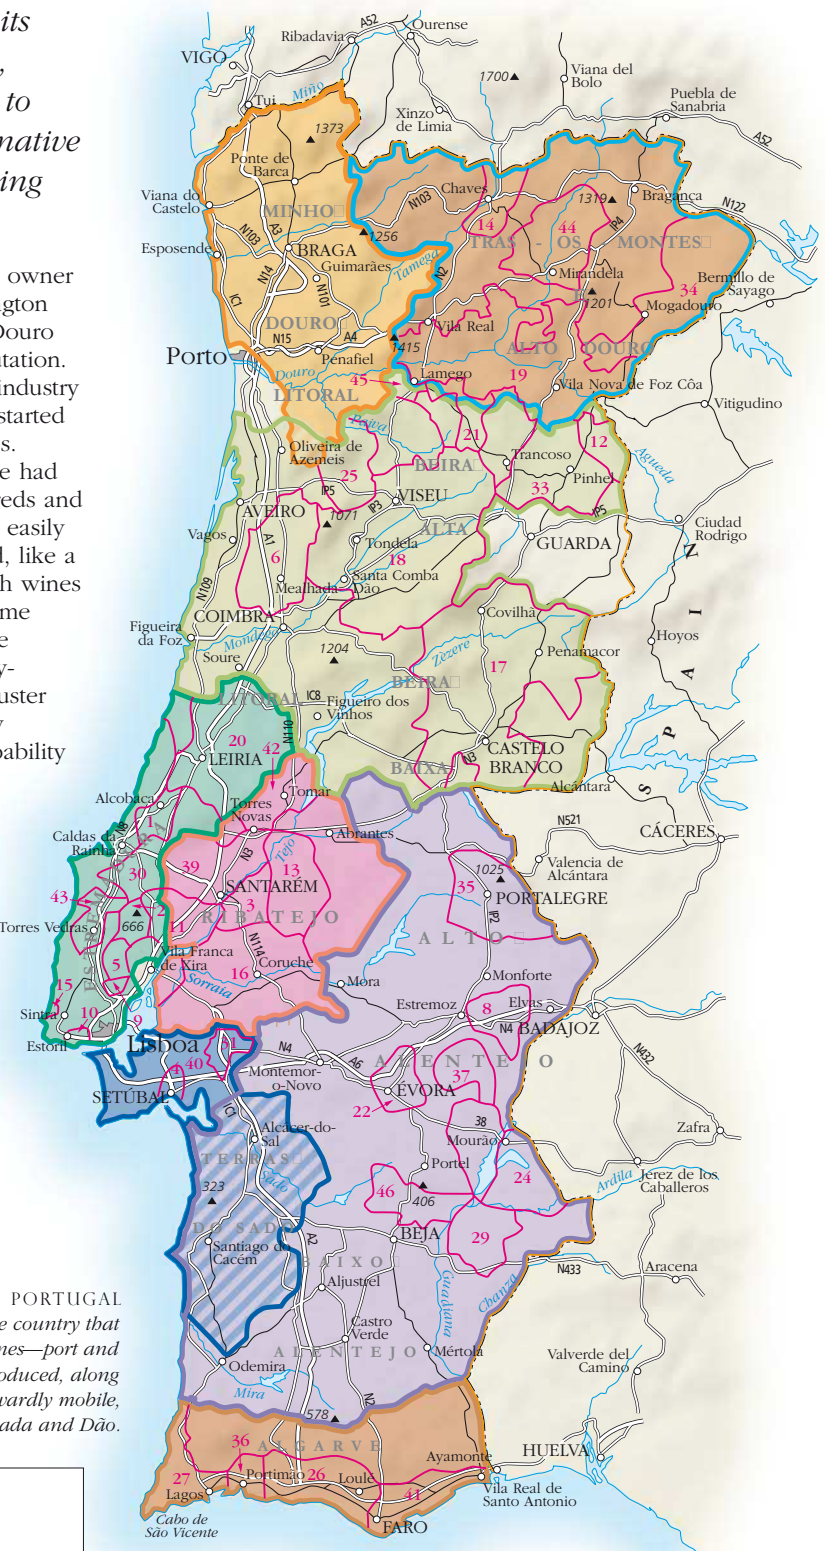 its
,
to
native
ing
owner
gton
Douro
utation.
industry
started
s.
e had
reds and
easily
d, like a
h wines
me
e
y-
uster
y
pability
PORTUGAL
e country that
nes—port and
oduced, along
wardly mobile,
ada and Dão.
A52
Ourense
Ribadavia
VIGO
1700
Viana del
Bolo
Miño
Tui
Xinzo
de Limia
Puebla de
Sanabria
A52
1373
Ponte de
Barca
Viana do
Castelo
MINHO
N103
Chaves
14
1319
44
IP4
Bragança
N122
A3
N103
1256
TRAS - OS - MONTES
Esposende
BRAGA
Guimarães
Tamega
N2
Mirandela
E
1201
34
Bermillo de
Sayago
N14
N101
IC1
Mogadouro
DOURO
N15
A4
Vila Real
1415
ALTO DOURO
Porto
Penafiel
Douro
45
Lamego
19
Vila Nova de Foz Côa
LITORAL
Vitigudino
Paiva
21
12
Oliveira de
Azemeis
25
BEIRA
Trancoso
Pinhel
33
Agueda
IP5
IP3
VISEU
IP5
AVEIRO
1071
ALTA
Ciudad
Rodrigo
Vagos
A1
Tondela
GUARDA
6
18
Santa Comba
Dão
Mealhada
N109
COIMBRA
Covilhã
Figueira
da Foz
Mondego
Hoyos
Soure
1204
Zêzere
17
Penamacor
SPAIN
LITORAL
IC8
BEIRA
Figueiro dos
Vinhos
N110
20
LEIRIA
42
CASTELO
BRANCO
N3
BAIXA
Alcántara
Alcobaça
Torres
Novas
Tomar
N521
CÁCERES
Caldas da
Rainha
N8
Abrantes
30
39
N3
Tejo
13
1025
Valencia de
Alcántara
43
SANTARÉM
35
PORTALEGRE
2
3
IP2
Torres Vedras
666
11
RIBATEJO
ALTO
ESTREMADURA
Vila Franca
de Xira
N114
5
16
Coruche
Monforte
15
Sorraia
Mora
Sintra
10
9
Estremoz
8
Elvas
Estoril
Lisboa
31
N4
N4
BADAJOZ
4
40
A6
ALENTEJO
N432
SETÚBAL
Montemor-
o-Novo
ÉVORA
37
IC1
22
Alcácer-do-
Sal
38
Mourão
Zafra
TERRAS
Portel
Sado
24
Ardila
Jerez de los
Caballeros
323
46
406
DO SADO
BEJA
29
Santiago do
Cacém
A2
BAIXO
N433
Aracena
Aljustrel
Guadiana
Chanza
Castro
Verde
ALENTEJO
Mértola
Valverde del
Camino
Odemira
Mira
N2
578
36
ALGARVE
Ayamonte
HUELVA
27
Portimão
26
Loulé
41
Lagos
Vila Real de
Santo Antonio
Cabo de
São Vicente
FARO